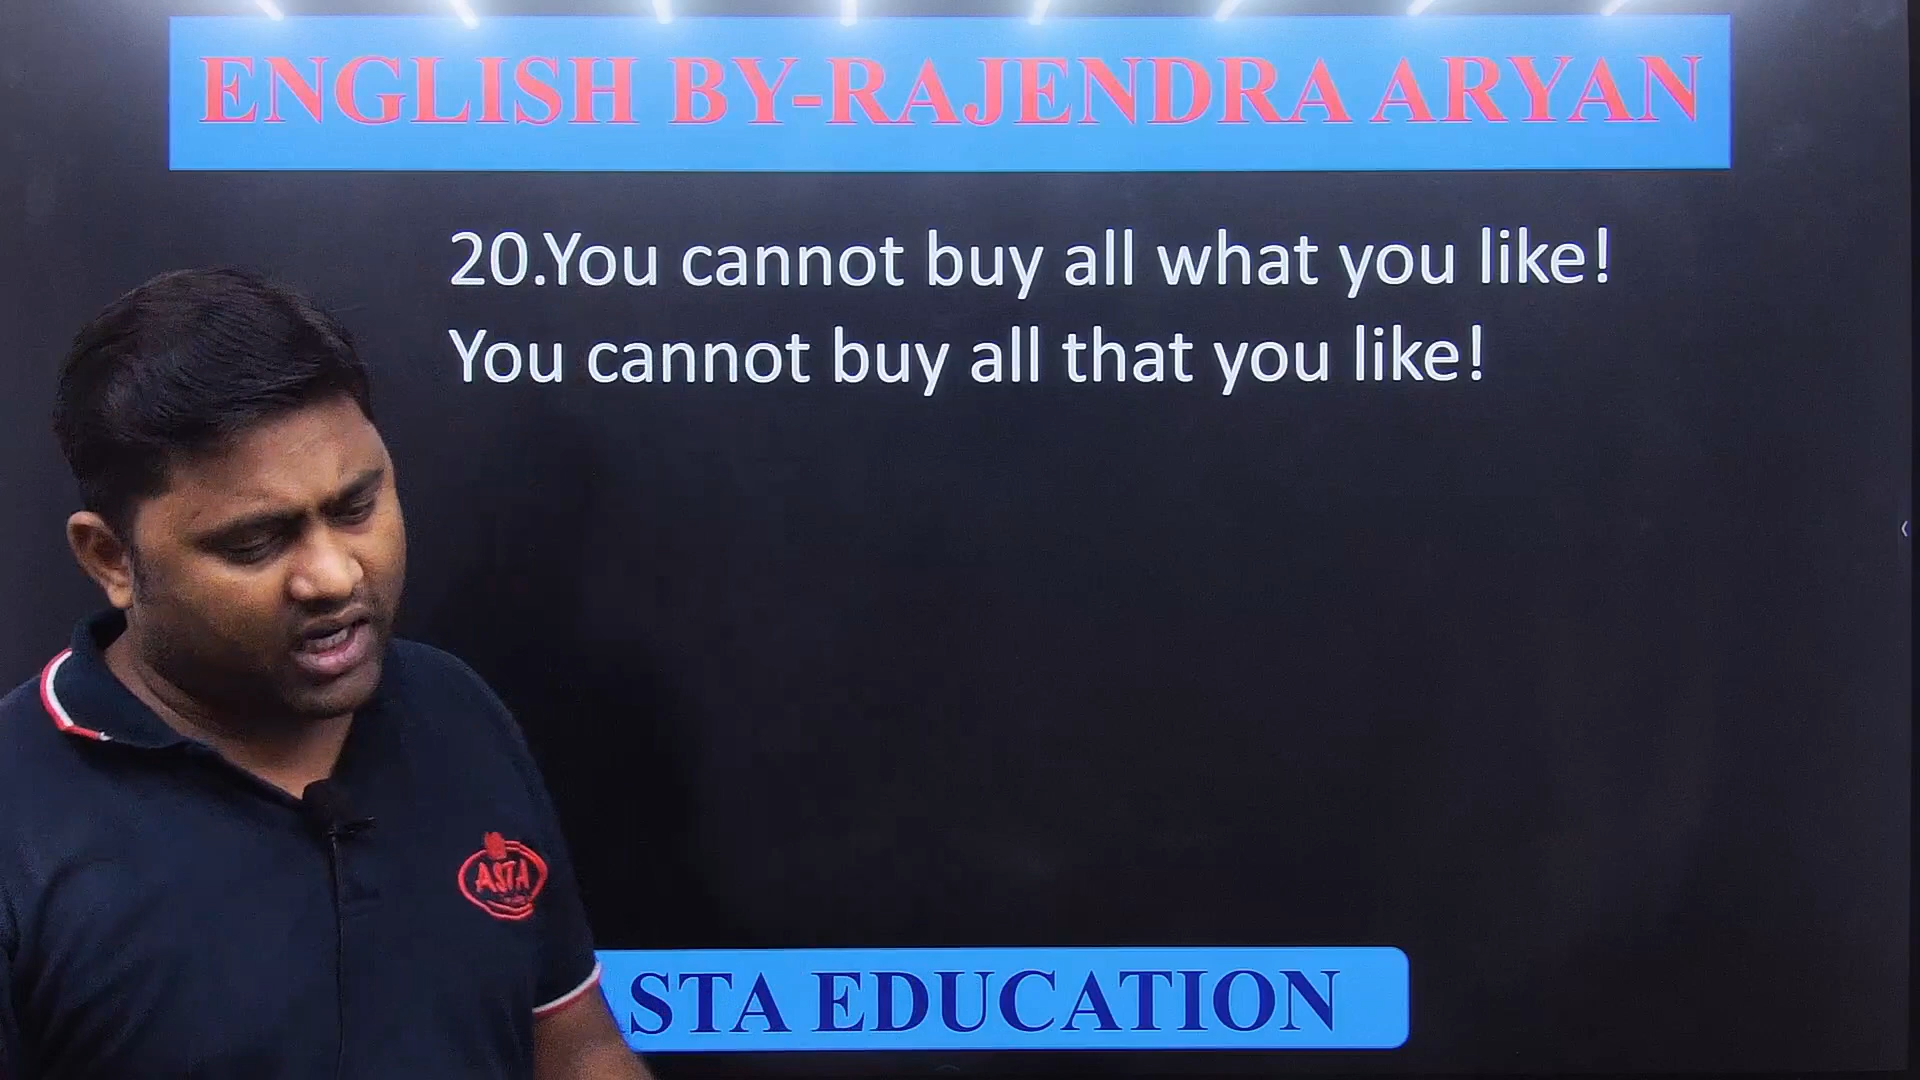 ENGLISH BY-RAJENDRA ARYAN
20.You cannot buy all what you like!
You cannot buy all that you like!
ASTA
STA EDUCATION